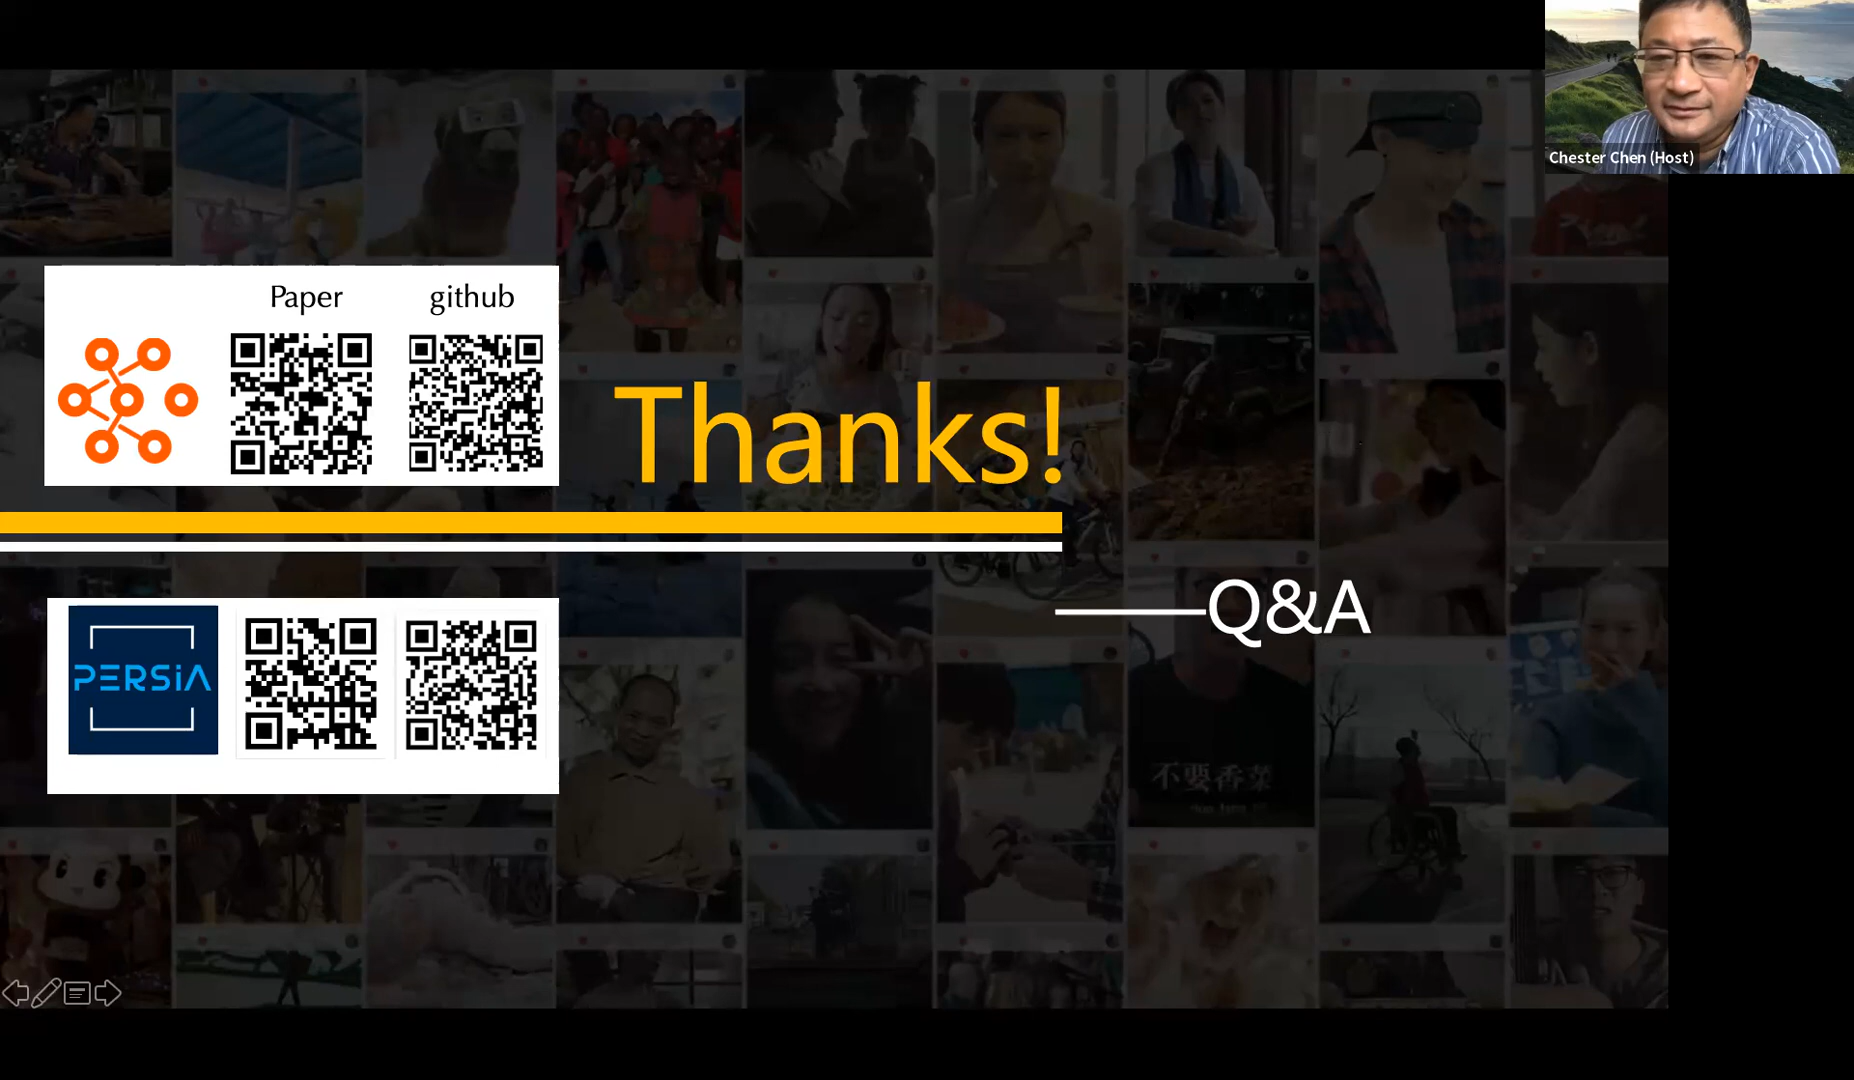 Chester Chen (Host)
Paper
github
Thanks!
Q&A
PERSiA
不要香菜